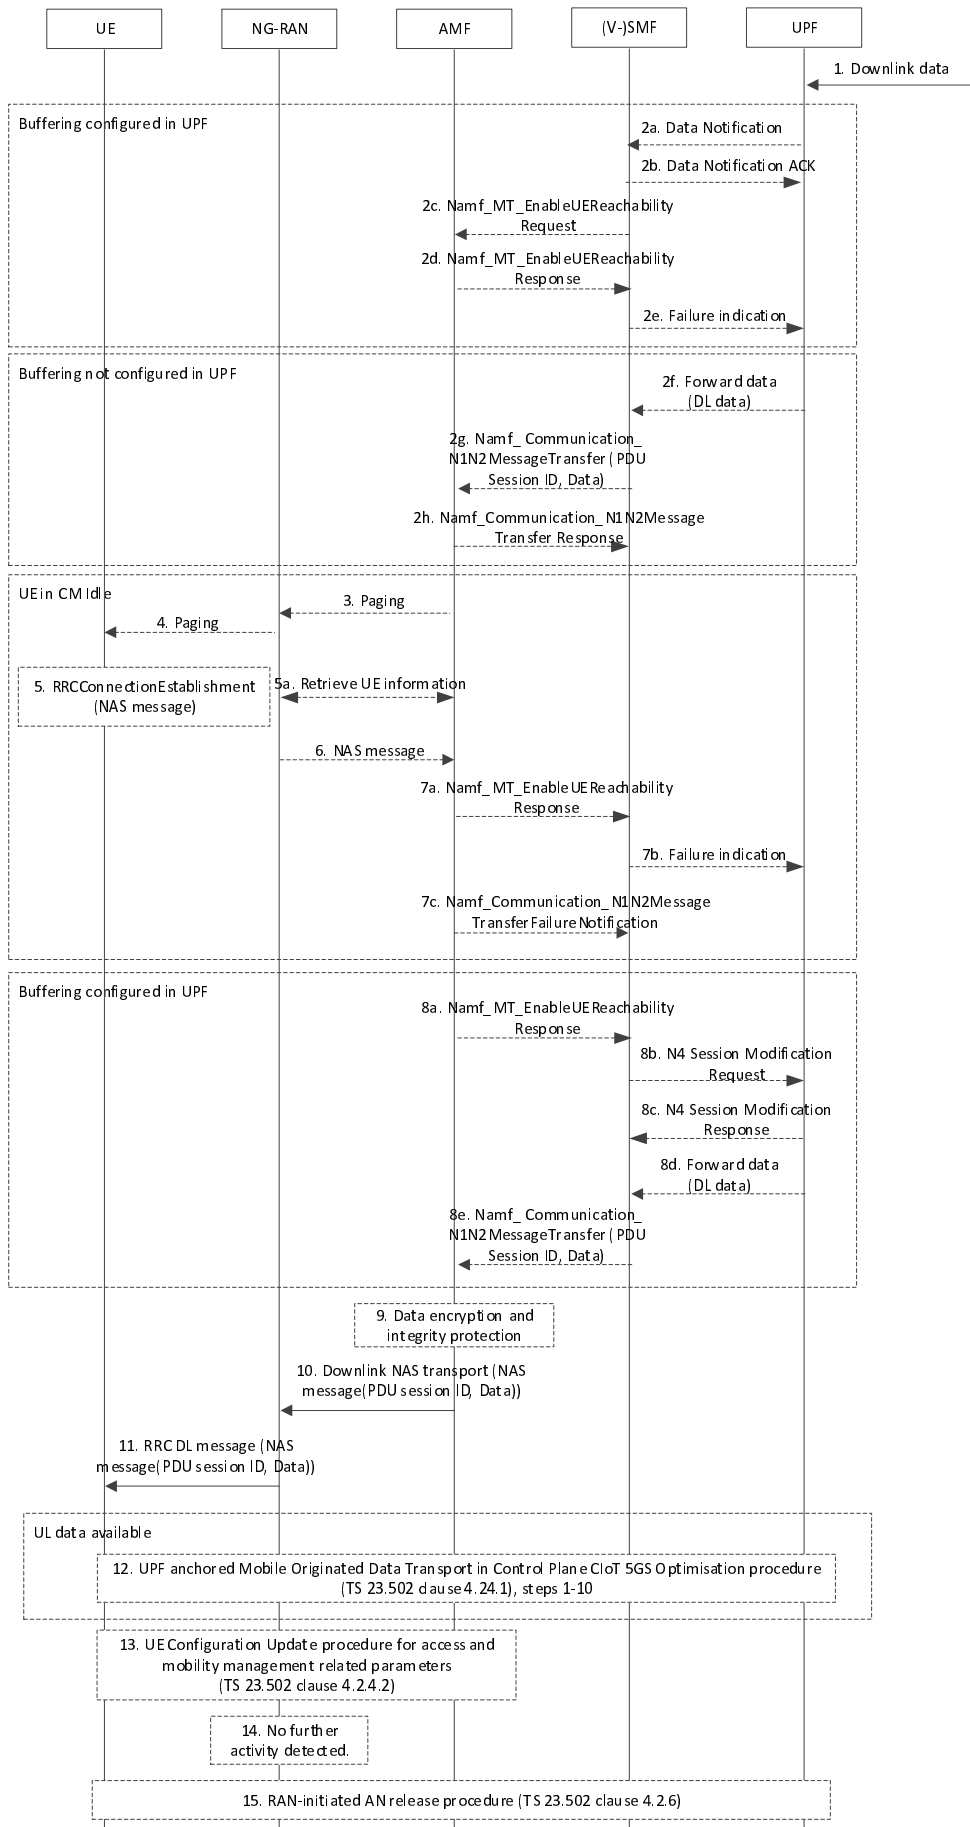 UE
NG-RAN
AMF
(V-)SMF
UPF
1. Downlink data
Buffering configured in UPF
2a. Data Notification
2b. Data Notification ACK
2c. Namf_MT_EnableUEReachability
Request
2d. Namf_MT_EnableUEReachability
Response
2e. Failure indication
Buffering not configured in UPF
2f. Forward data
(DL data)
2g. Namf_Communication_
N1N2MessageTransfer (PDU
Session ID, Data)
2h. Namf_Communication_N1N2Message
Transfer Response
UE in CM Idle
3. Paging
4. Paging
5. RRCConnectionEstablishment
(NAS message)
5a. Retrieve UE information
6. NAS message
7a. Namf_MT_EnableUEReachability
Response
7b. Failure indication
7c. Namf_Communication_N1N2Message
TransferFailureNotification
Buffering configured in UPF
8a. Namf_MT_EnableUEReachability
Response
8b. N4 Session Modification
Request
8c. N4 Session Modification
Response
8d. Forward data
(DL data)
8e. Namf_Communication_
N1N2MessageTransfer (PDU
Session ID, Data)
9. Data encryption and
integrity protection
10. Downlink NAS transport (NAS
message(PDU session ID, Data))
11. RRC DL message (NAS
message(PDU session ID, Data))
UL data available
12. UPF anchored Mobile Originated Data Transport in Control Plane CIoT 5GS Optimisation procedure
(TS 23.502 clause 4.24.1), steps 1-10
13. UE Configuration Update procedure for access and
mobility management related parameters
(TS 23.502 clause 4.2.4.2)
14. No further
activity detected.
15. RAN-initiated AN release procedure (TS 23.502 clause 4.2.6)